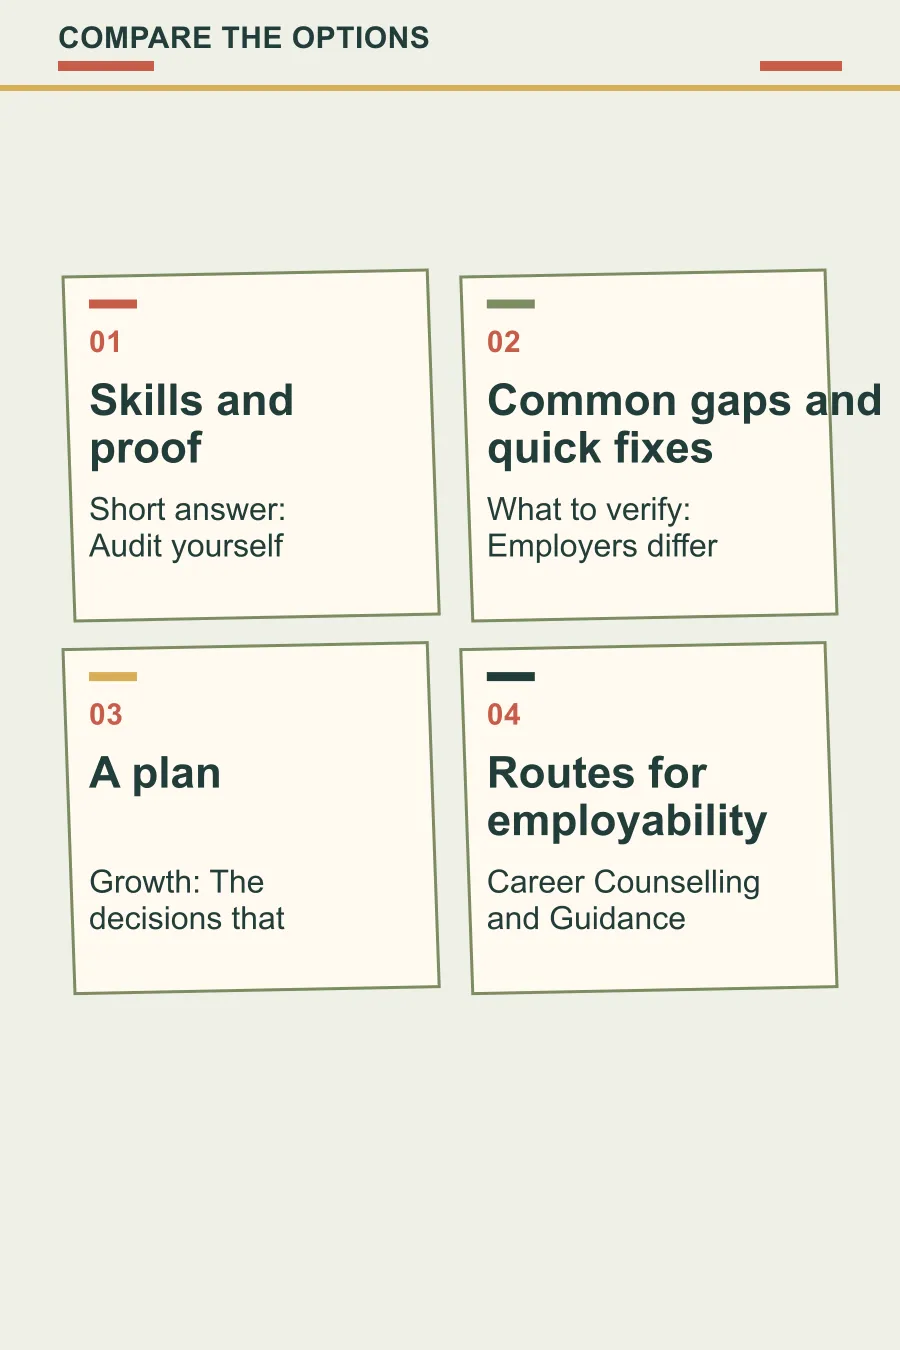 COMPARE THE OPTIONS
01
Skills and
proof
Short answer:
Audit yourself
02
Common gaps and
quick fixes
What to verify:
Employers differ
03
A plan
Growth: The
decisions that
04
Routes for
employability
Career Counselling
and Guidance